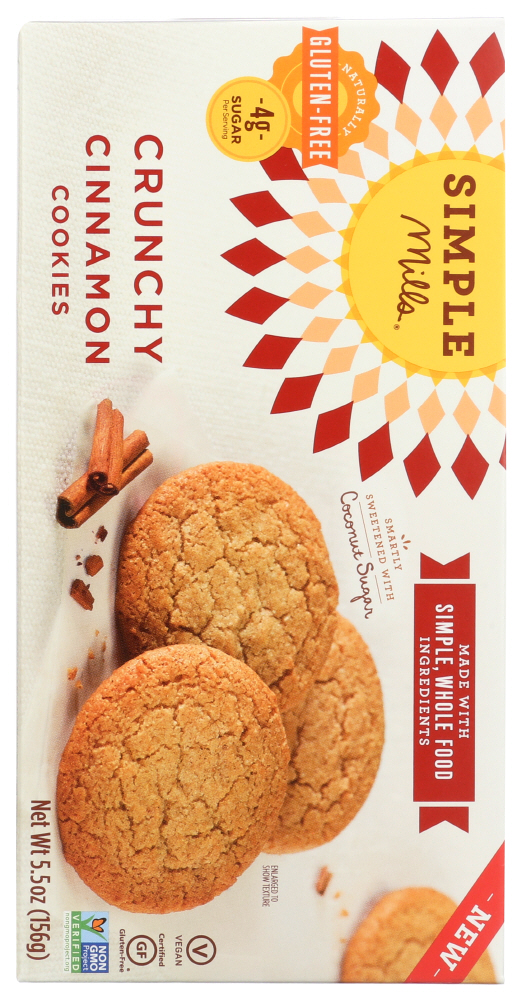 SIMPLE
Mills®
NATURALLY
GLUTEN-FREE
-4g-
SUGAR
Per Serving
CRUNCHY
CINNAMON
COOKIES
SMARTLY
SWEETENED WITH
Coconut Sugar
MADE WITH
SIMPLE, WHOLE FOOD
INGREDIENTS
NEW
ENLARGED TO
SHOW TEXTURE
V
VEGAN
GF
Certified
Gluten-Free®
NON
GMO
Project
VERIFIED
nongmoproject.org
Net Wt 5.5oz (156g)